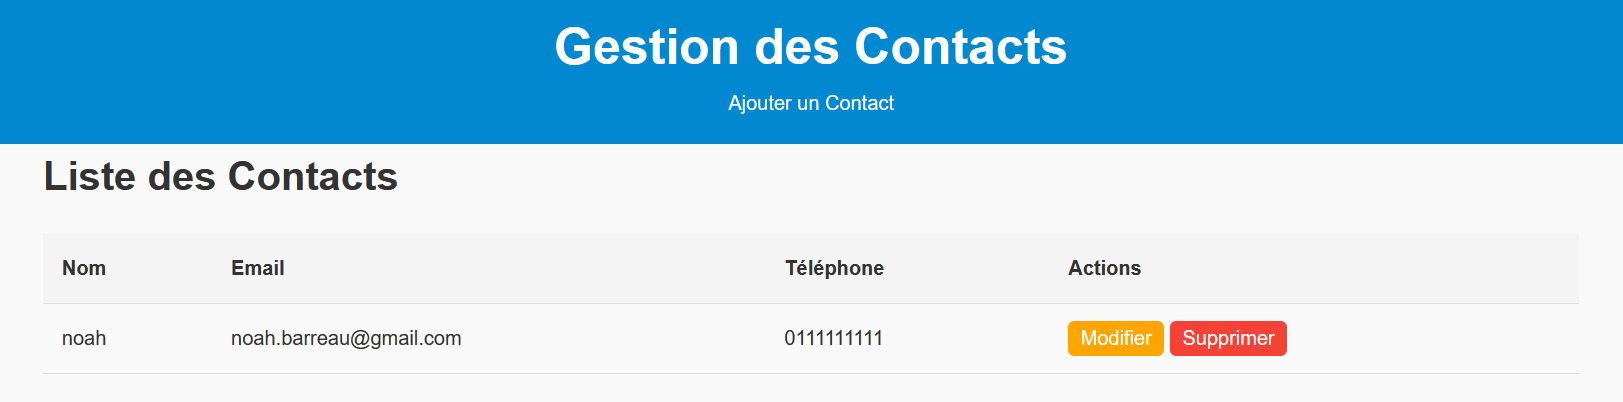 Gestion des Contacts
Ajouter un Contact
Liste des Contacts
Nom Email Téléphone Actions
noah noah.barreau@gmail.com 0111111111 Modifier Supprimer